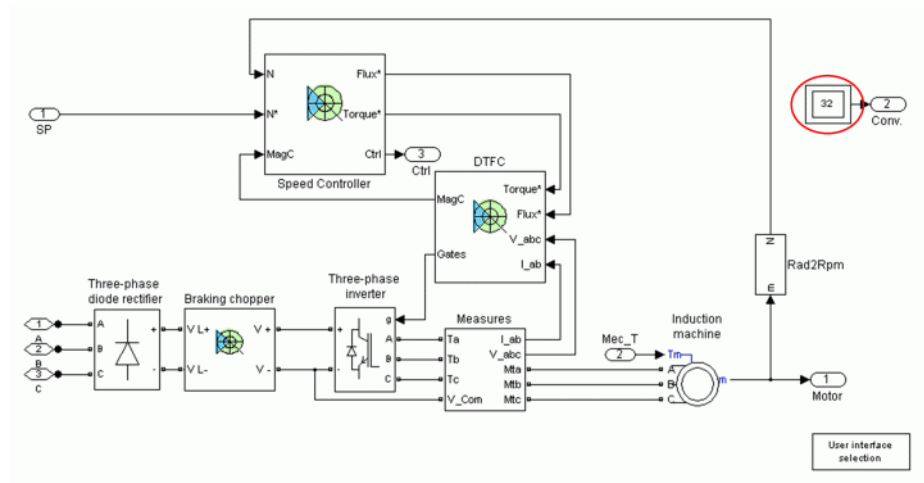 N
Flux*
1
SP
N*
Torque*
MagC
Ctrl
3
Ctrl
Speed Controller
32
2
Conv.
DTFC
MagC
Torque*
Flux*
V_abc
Gates
I_ab
N
m
Rad2Rpm
Three-phase
diode rectifier
Braking chopper
Three-phase
inverter
Measures
Induction
machine
1
A
2
B
3
C
A
B
C
+
-
V L+
V L-
V +
V -
+
-
g
A
B
C
Ta
Tb
Tc
V_Com
I_ab
V_abc
Mta
Mtb
Mtc
Mec_T
2
Tm
A
B
C
m
1
Motor
User interface
selection